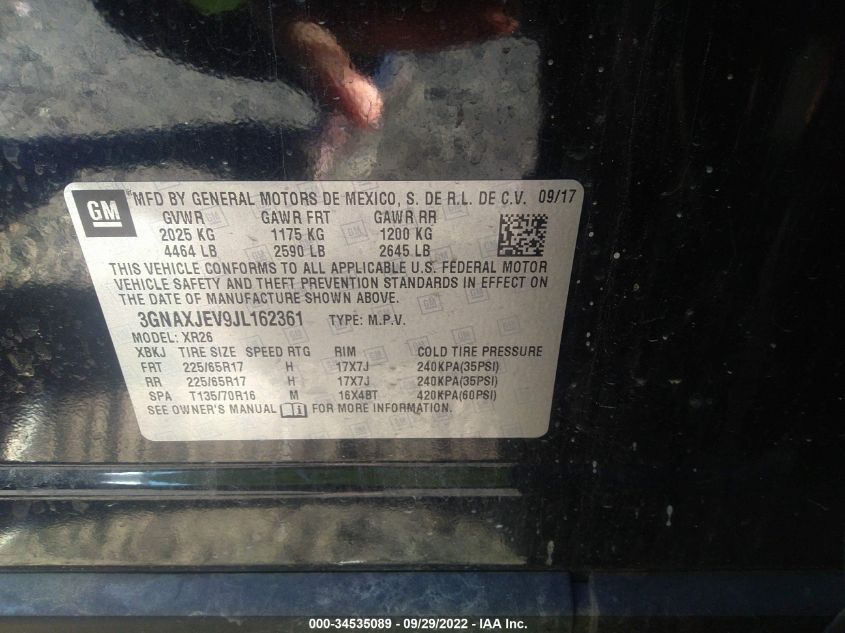 GM MFD BY GENERAL MOTORS DE MEXICO, S. DE R.L. DE C.V. 09/17
GVWR GAWR FRT GAWR RR
2025 KG 1175 KG 1200 KG
4464 LB 2590 LB 2645 LB
THIS VEHICLE CONFORMS TO ALL APPLICABLE U.S. FEDERAL MOTOR
VEHICLE SAFETY AND THEFT PREVENTION STANDARDS IN EFFECT ON
THE DATE OF MANUFACTURE SHOWN ABOVE.
3GNAXJEV9JL162361 TYPE: M.P.V.
MODEL: XR26
XBKJ TIRE SIZE SPEED RTG RIM COLD TIRE PRESSURE
FRT 225/65R17 H 17X7J 240KPA(35PSI)
RR 225/65R17 H 17X7J 240KPA(35PSI)
SPA T135/70R16 M 16X4BT 420KPA(60PSI)
SEE OWNER'S MANUAL FOR MORE INFORMATION.
000-34535089 - 09/29/2022 - IAA Inc.